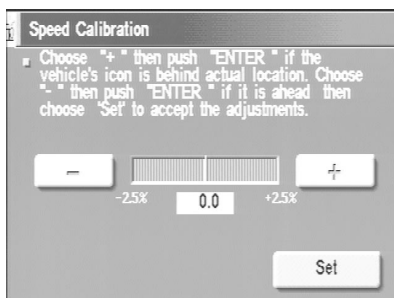 Speed Calibration
Choose "+ " then push "ENTER " if the
vehicle's icon is behind actual location. Choose
"- " then push "ENTER " if it is ahead then
choose 'Set' to accept the adjustments.
− +
-2.5% 0.0 +2.5%
Set